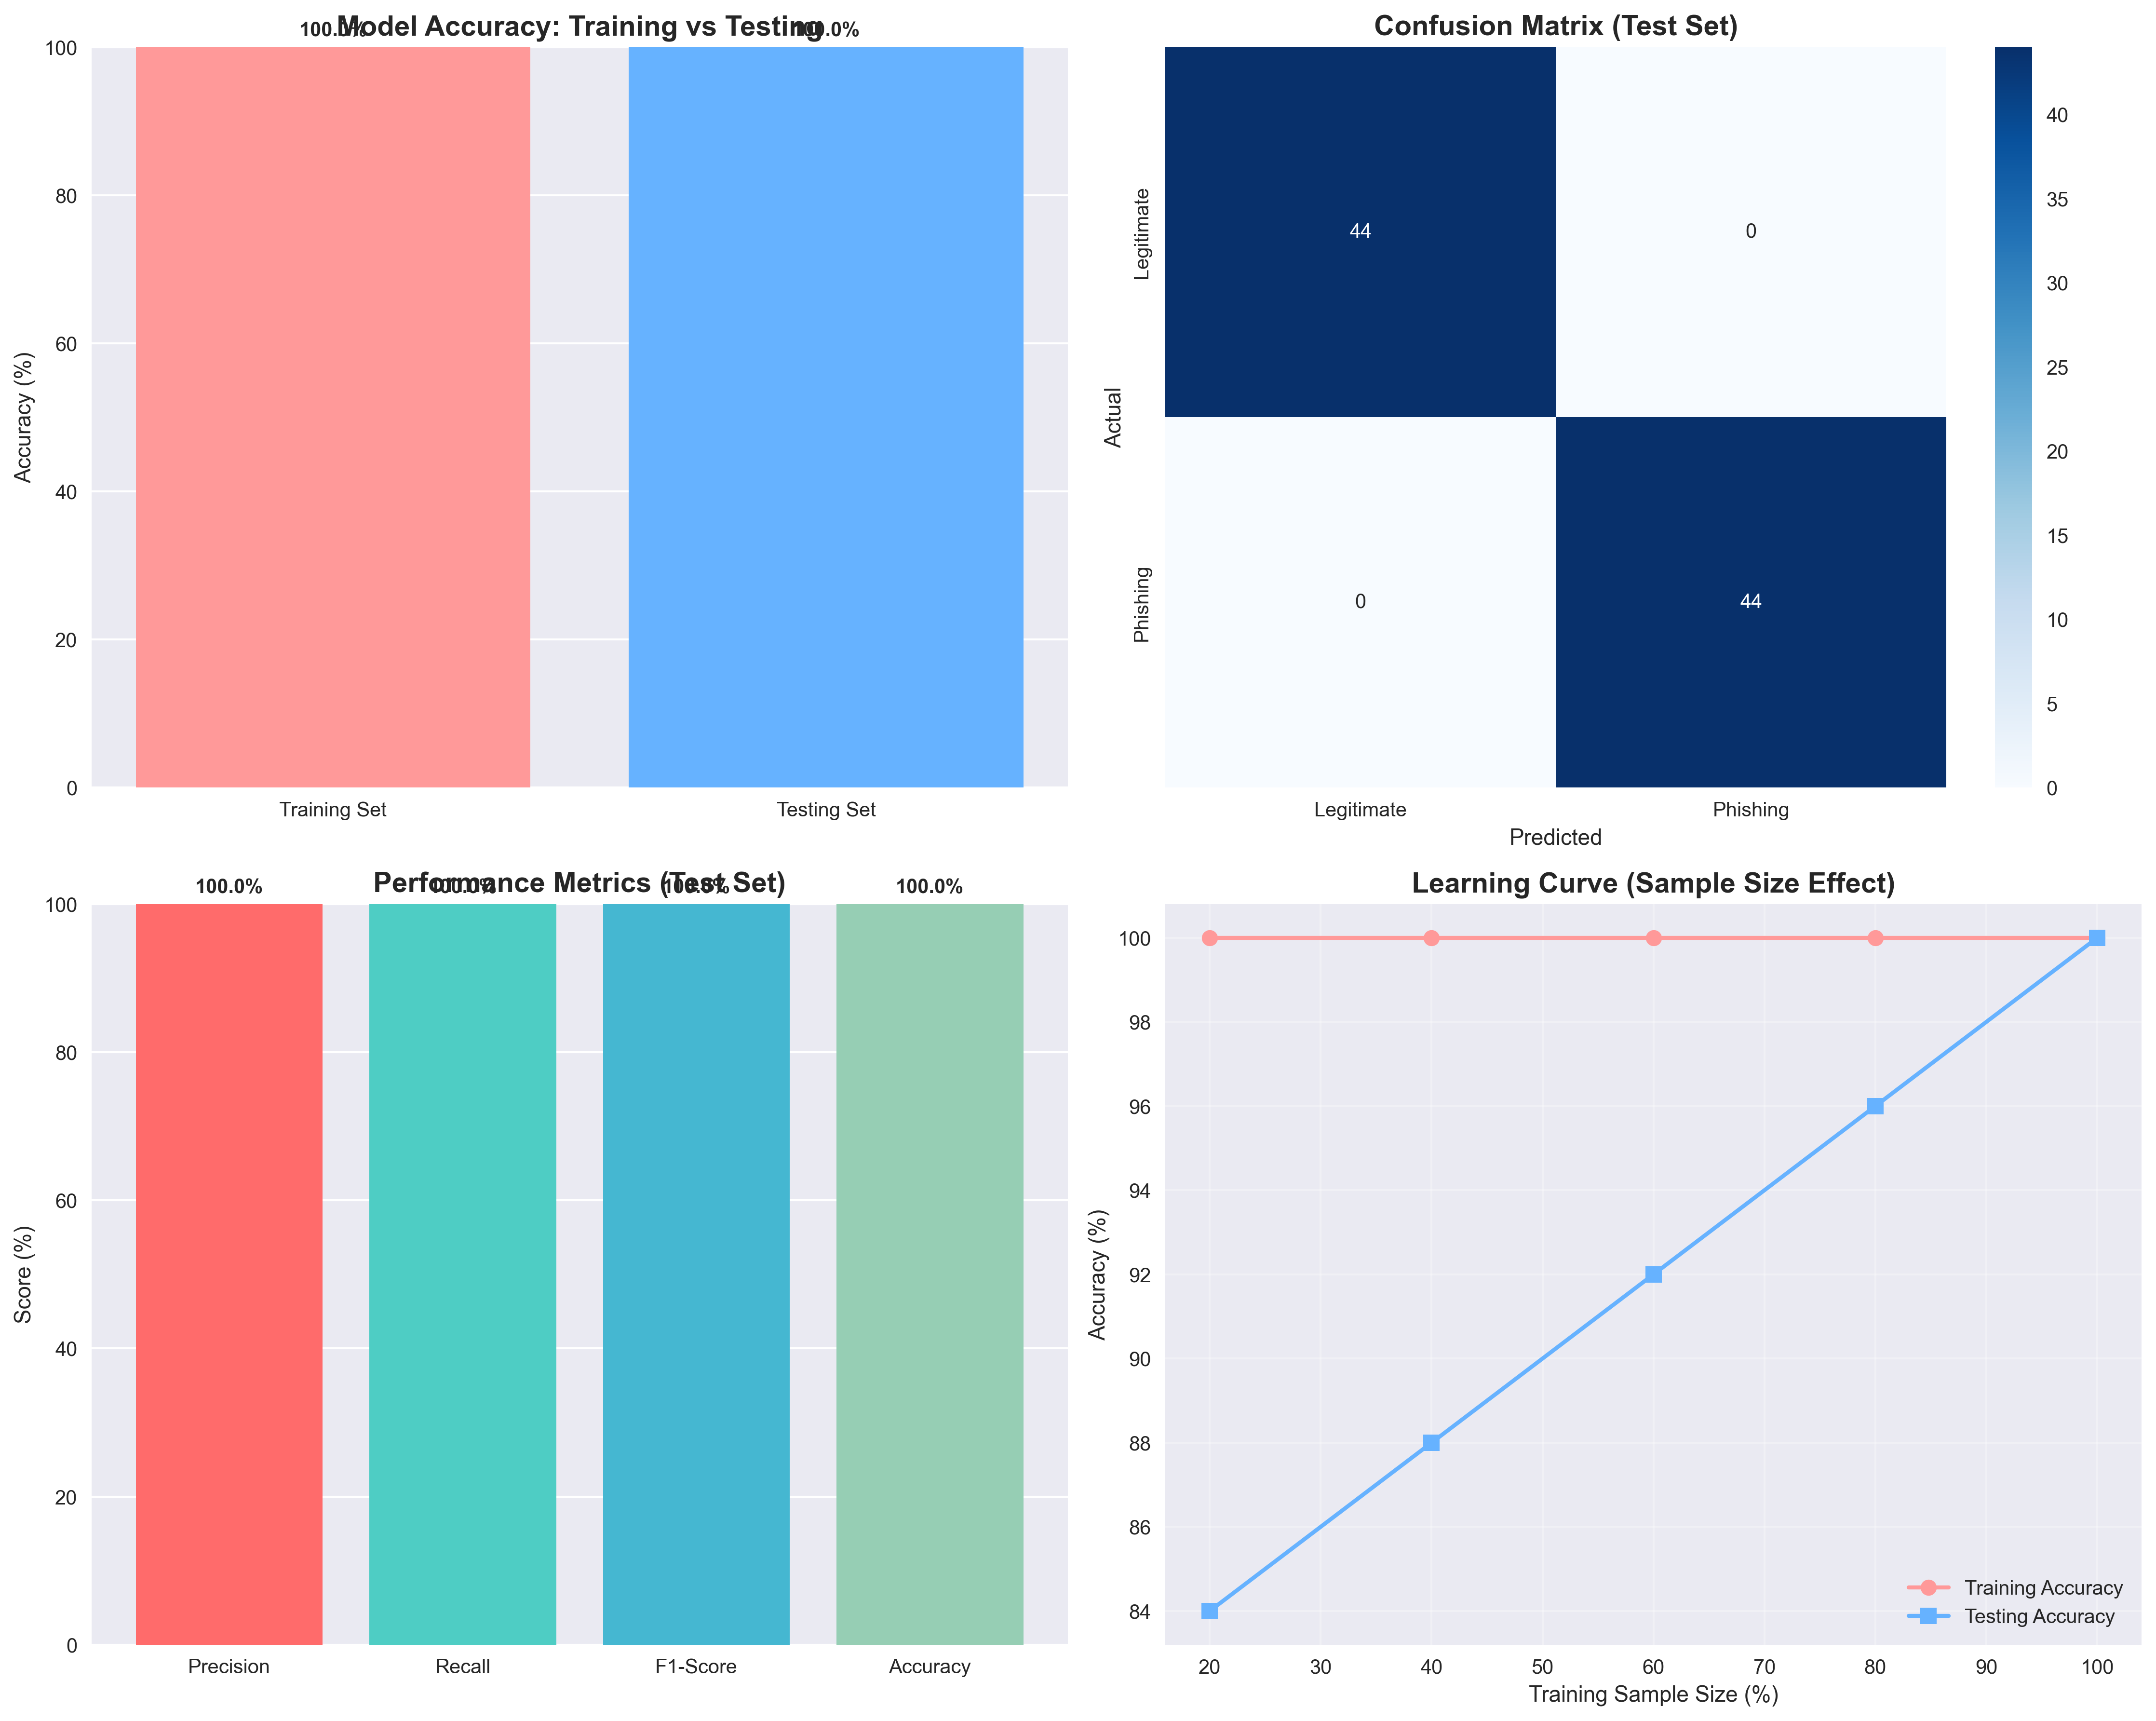 Model Accuracy: Training vs Testing
100.0%
100.0%
100
80
60
40
20
0
Accuracy (%)
Training Set
Testing Set
Confusion Matrix (Test Set)
Legitimate
Phishing
Actual
44
0
0
44
Legitimate
Phishing
Predicted
40
35
30
25
20
15
10
5
0
Performance Metrics (Test Set)
100.0%
100.0%
100.0%
100.0%
100
80
60
40
20
0
Score (%)
Precision
Recall
F1-Score
Accuracy
Learning Curve (Sample Size Effect)
100
98
96
94
92
90
88
86
84
Accuracy (%)
Training Accuracy
Testing Accuracy
20
30
40
50
60
70
80
90
100
Training Sample Size (%)